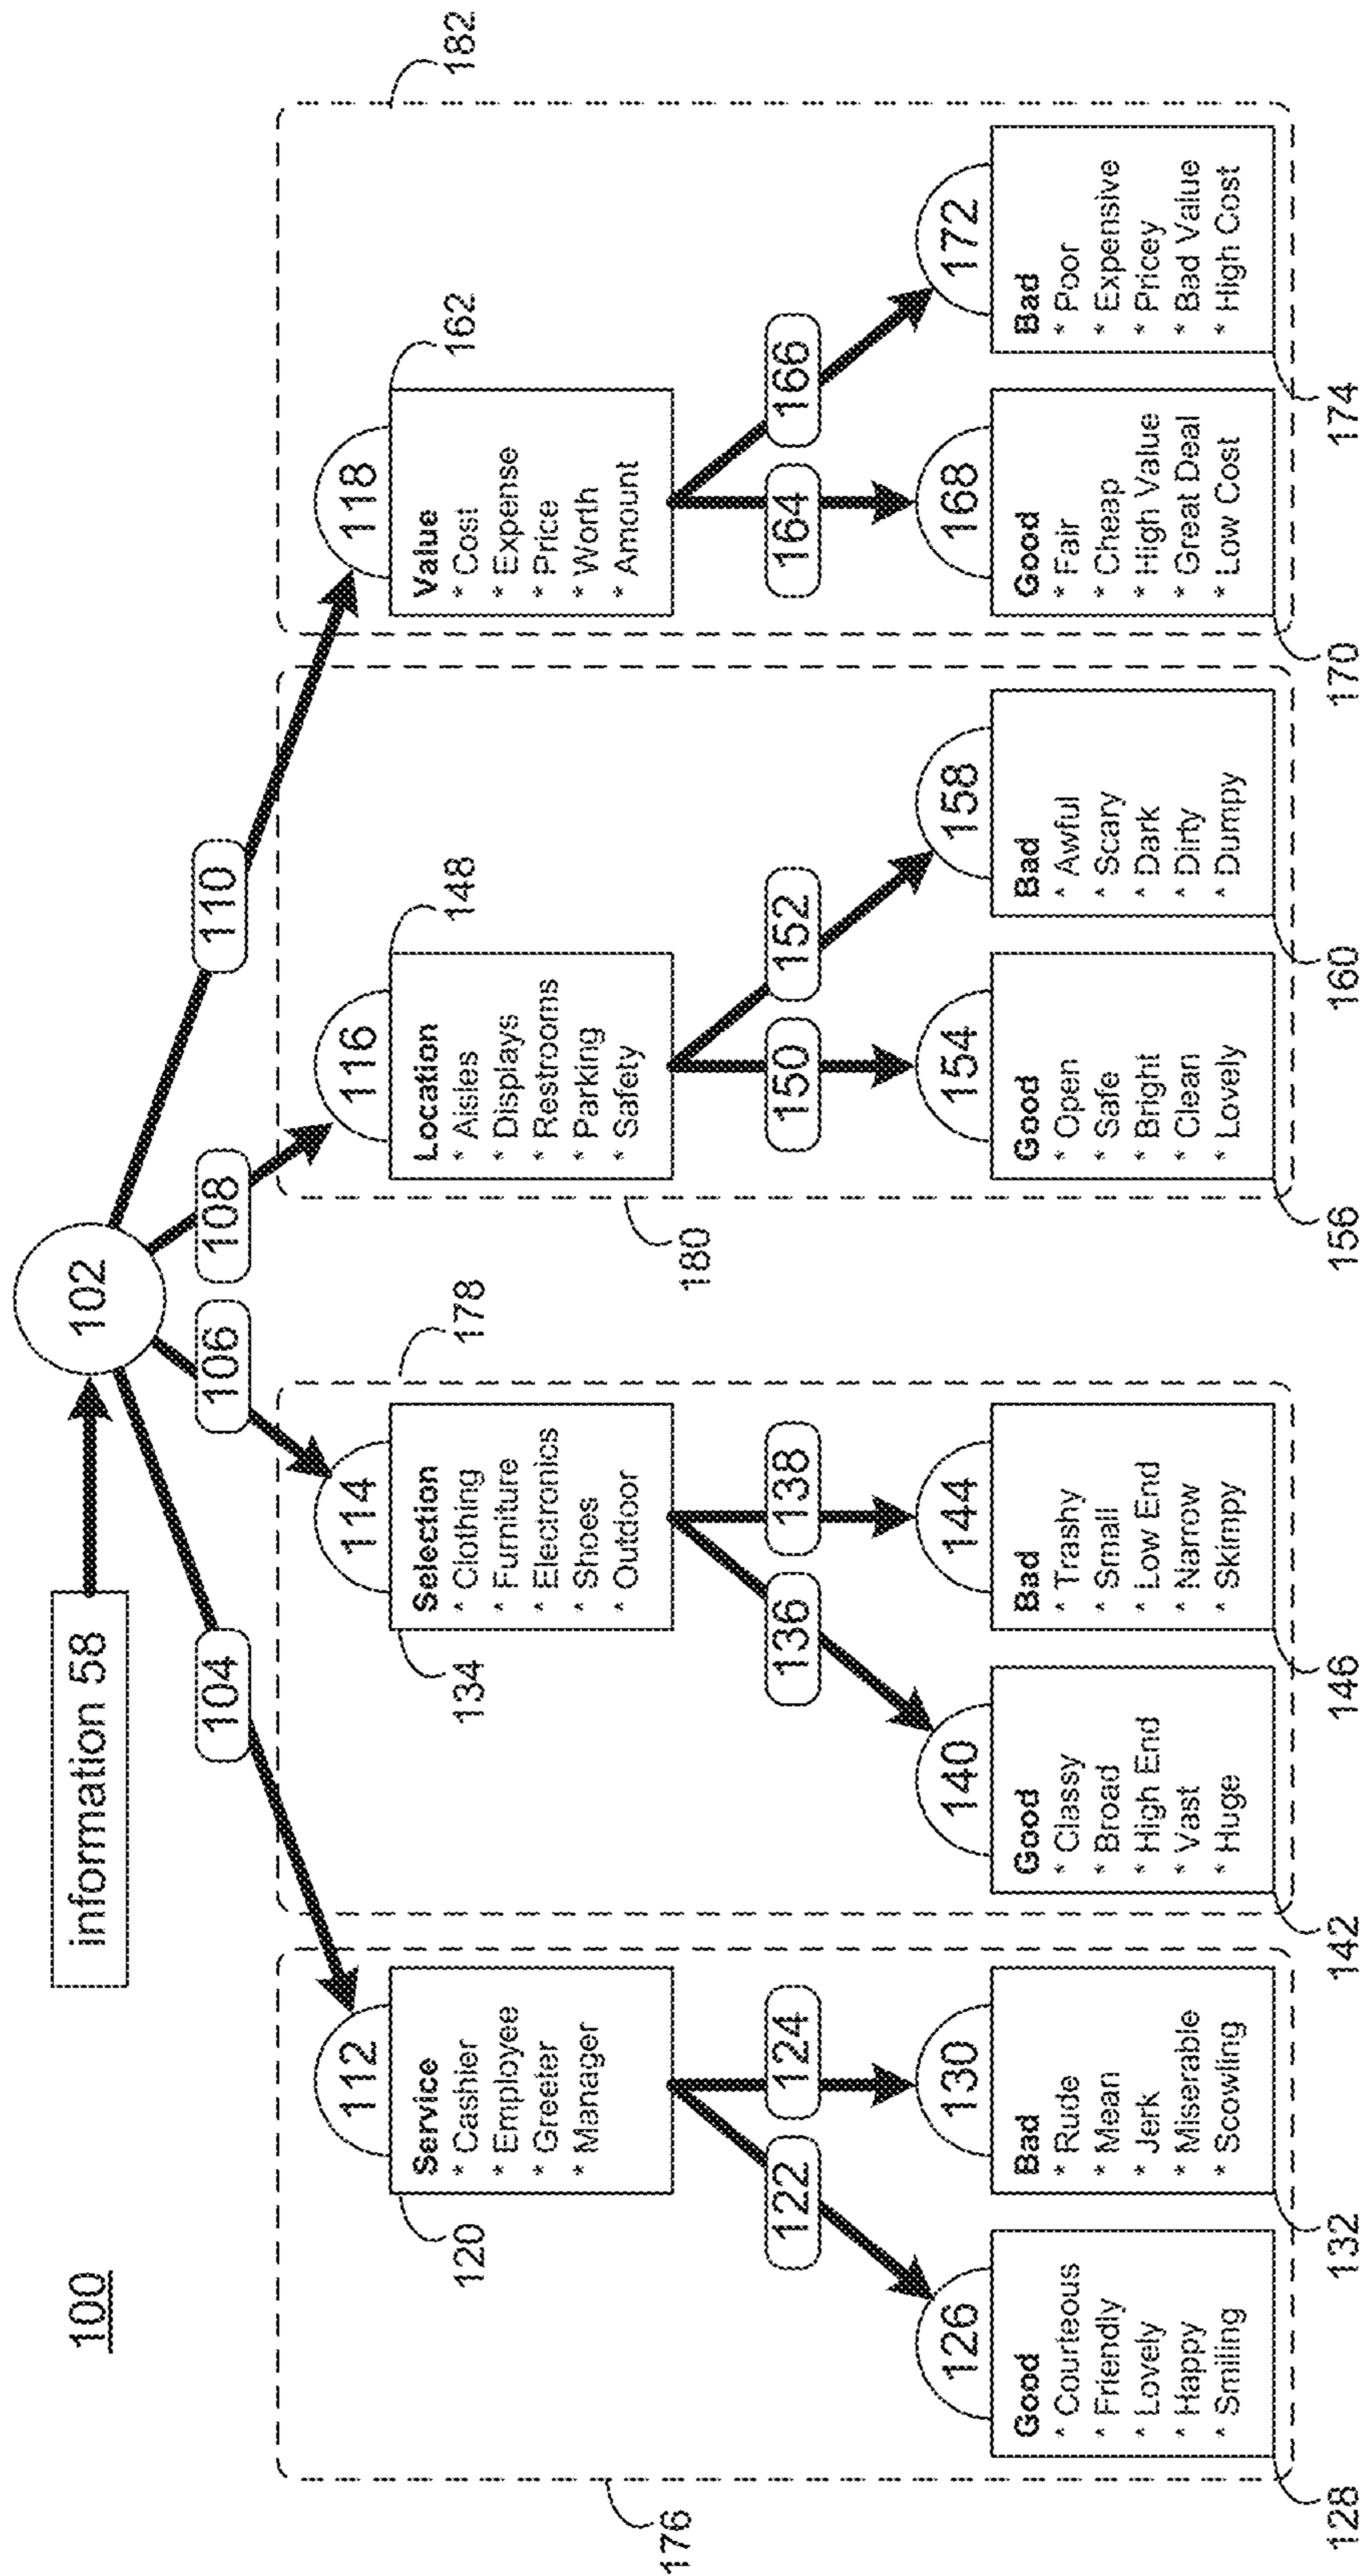 100
information 58
102
104
106
108
110
182
112
Service
* Cashier
* Employee
* Greeter
* Manager
120
122
124
126
Good
* Courteous
* Friendly
* Lovely
* Happy
* Smiling
128
130
Bad
* Rude
* Mean
* Jerk
* Miserable
* Scowling
132
176
114
Selection
* Clothing
* Furniture
* Electronics
* Shoes
* Outdoor
134
178
136
138
140
Good
* Classy
* Broad
* High End
* Vast
* Huge
142
144
Bad
* Trashy
* Small
* Low End
* Narrow
* Skimpy
146
116
Location
* Aisles
* Displays
* Restrooms
* Parking
* Safety
148
180
150
152
154
Good
* Open
* Safe
* Bright
* Clean
* Lovely
156
158
Bad
* Awful
* Scary
* Dark
* Dirty
* Dumpy
160
118
Value
* Cost
* Expense
* Price
* Worth
* Amount
162
164
166
168
Good
* Fair
* Cheap
* High Value
* Great Deal
* Low Cost
170
172
Bad
* Poor
* Expensive
* Pricey
* Bad Value
* High Cost
174